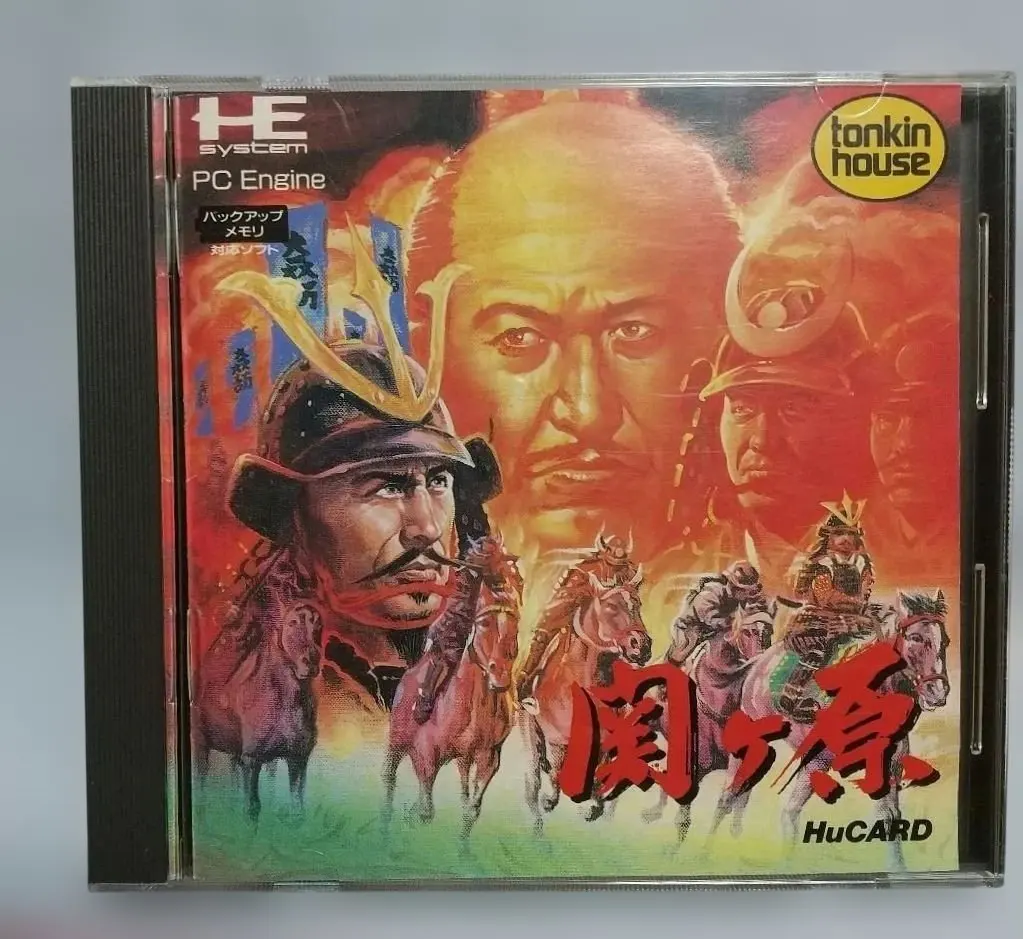 HE
system
PC Engine
バックアップ
メモリ
対応ソフト
tonkin
house
関ヶ原
HuCARD